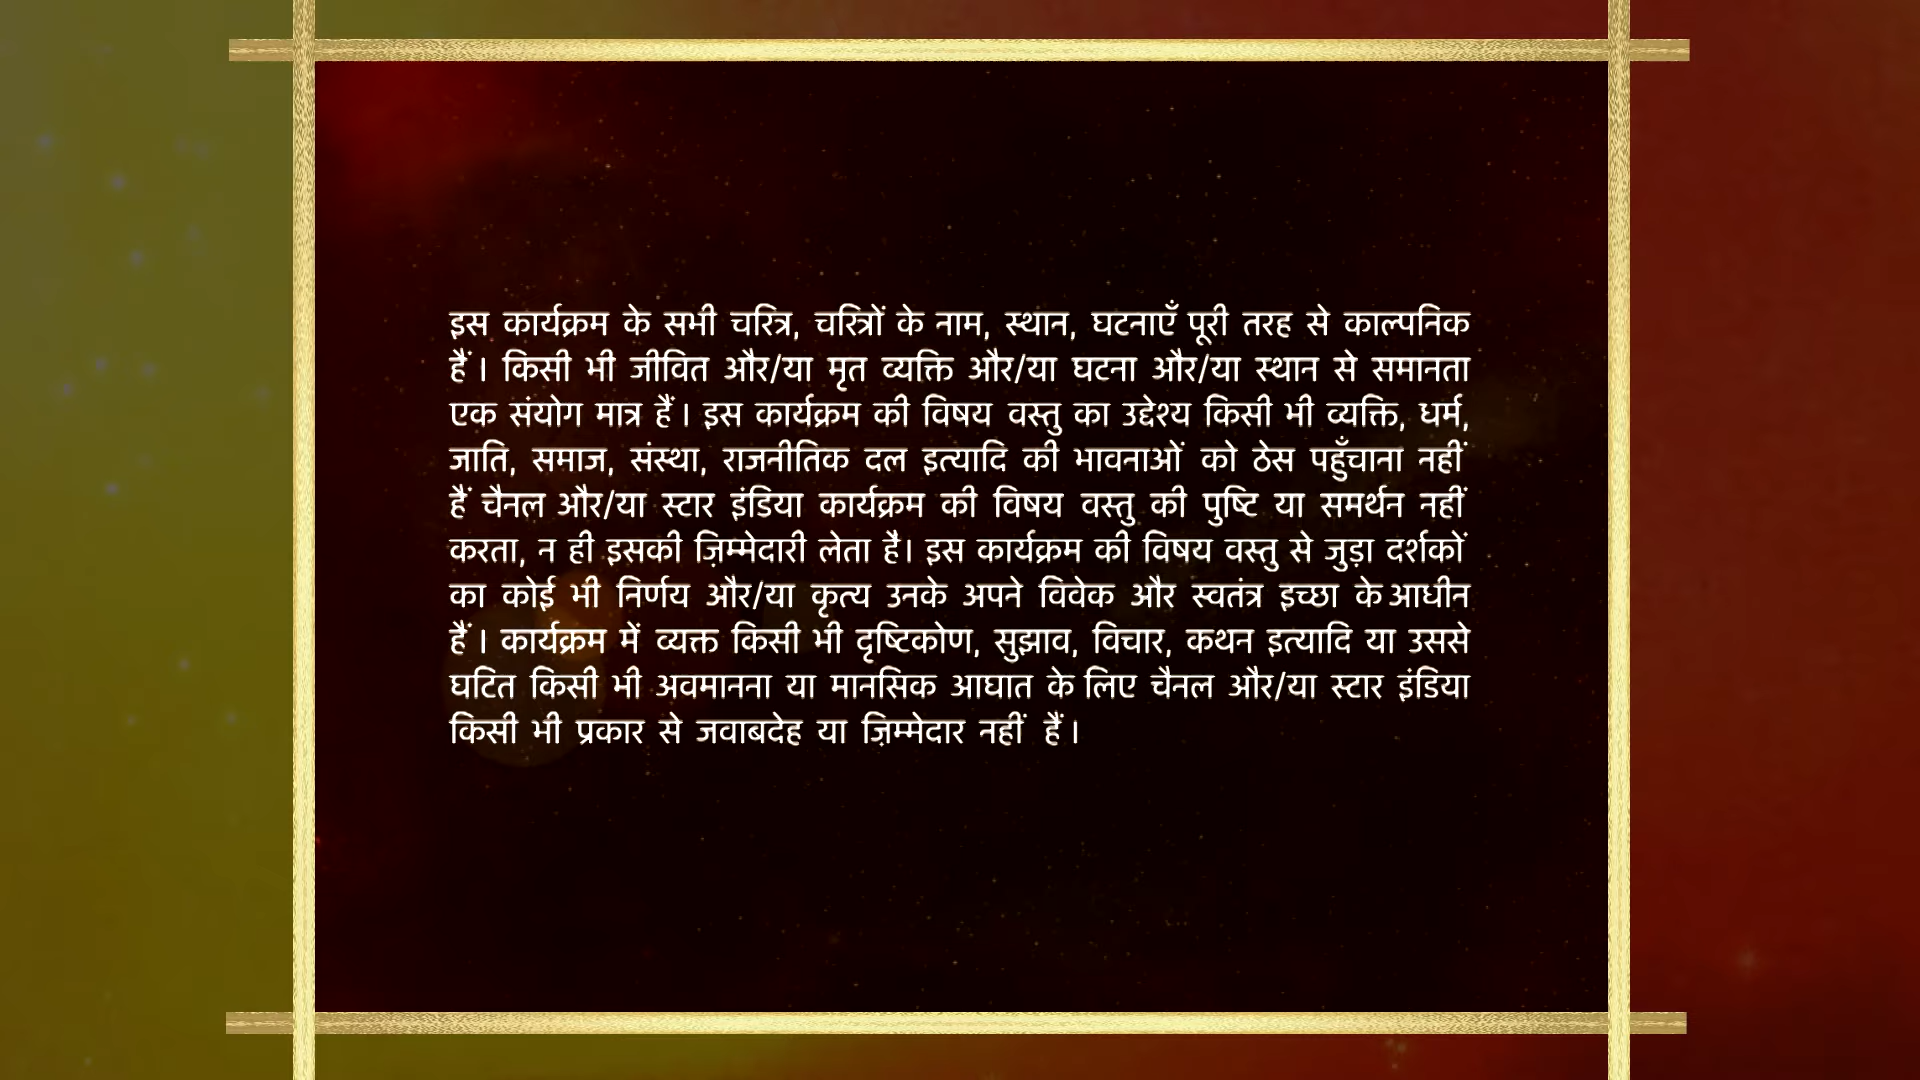 इस कार्यक्रम के सभी चरित्र, चरित्रों के नाम, स्थान, घटनाएँ पूरी तरह से काल्पनिक
हैं । किसी भी जीवित और/या मृत व्यक्ति और/या घटना और/या स्थान से समानता
एक संयोग मात्र हैं । इस कार्यक्रम की विषय वस्तु का उद्देश्य किसी भी व्यक्ति, धर्म,
जाति, समाज, संस्था, राजनीतिक दल इत्यादि की भावनाओं को ठेस पहुँचाना नहीं
हैं चैनल और/या स्टार इंडिया कार्यक्रम की विषय वस्तु की पुष्टि या समर्थन नहीं
करता, न ही इसकी ज़िम्मेदारी लेता है। इस कार्यक्रम की विषय वस्तु से जुड़ा दर्शकों
का कोई भी निर्णय और/या कृत्य उनके अपने विवेक और स्वतंत्र इच्छा के आधीन
हैं । कार्यक्रम में व्यक्त किसी भी दृष्टिकोण, सुझाव, विचार, कथन इत्यादि या उससे
घटित किसी भी अवमानना या मानसिक आघात के लिए चैनल और/या स्टार इंडिया
किसी भी प्रकार से जवाबदेह या ज़िम्मेदार नहीं हैं ।